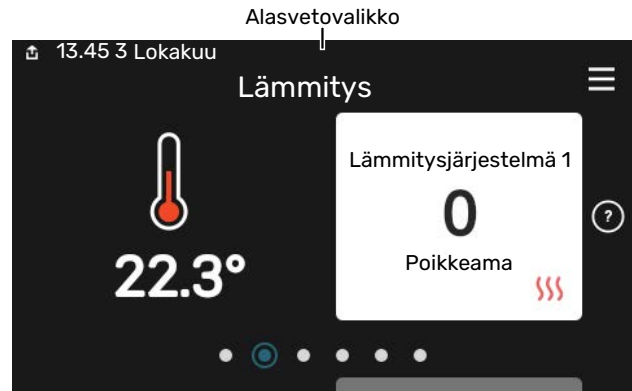 Alasvetovalikko
13.45 3 Lokakuu
Lämmitys
Lämmitysjärjestelmä 1
0
Poikkeama
?
22.3°